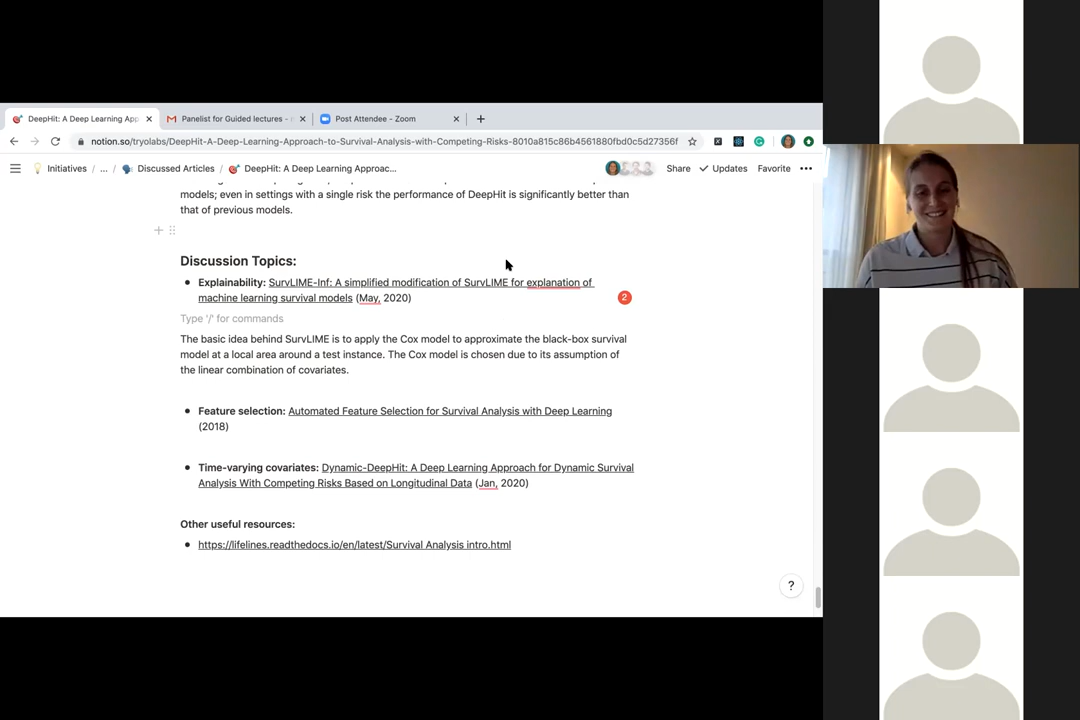 DeepHit: A Deep Learning App
Panelist for Guided lectures -
Post Attendee - Zoom
notion.so/tryolabs/DeepHit-A-Deep-Learning-Approach-to-Survival-Analysis-with-Competing-Risks-8010a815c86b4561880fbd0c5d27356f
Initiatives / ... / Discussed Articles / DeepHit: A Deep Learning Approac...
Share Updates Favorite
models; even in settings with a single risk the performance of DeepHit is significantly better than
that of previous models.
Discussion Topics:
Explainability: SurvLIME-Inf: A simplified modification of SurvLIME for explanation of
machine learning survival models (May, 2020)
2
Type '/' for commands
The basic idea behind SurvLIME is to apply the Cox model to approximate the black-box survival
model at a local area around a test instance. The Cox model is chosen due to its assumption of
the linear combination of covariates.
Feature selection: Automated Feature Selection for Survival Analysis with Deep Learning
(2018)
Time-varying covariates: Dynamic-DeepHit: A Deep Learning Approach for Dynamic Survival
Analysis With Competing Risks Based on Longitudinal Data (Jan, 2020)
Other useful resources:
https://lifelines.readthedocs.io/en/latest/Survival Analysis intro.html
?